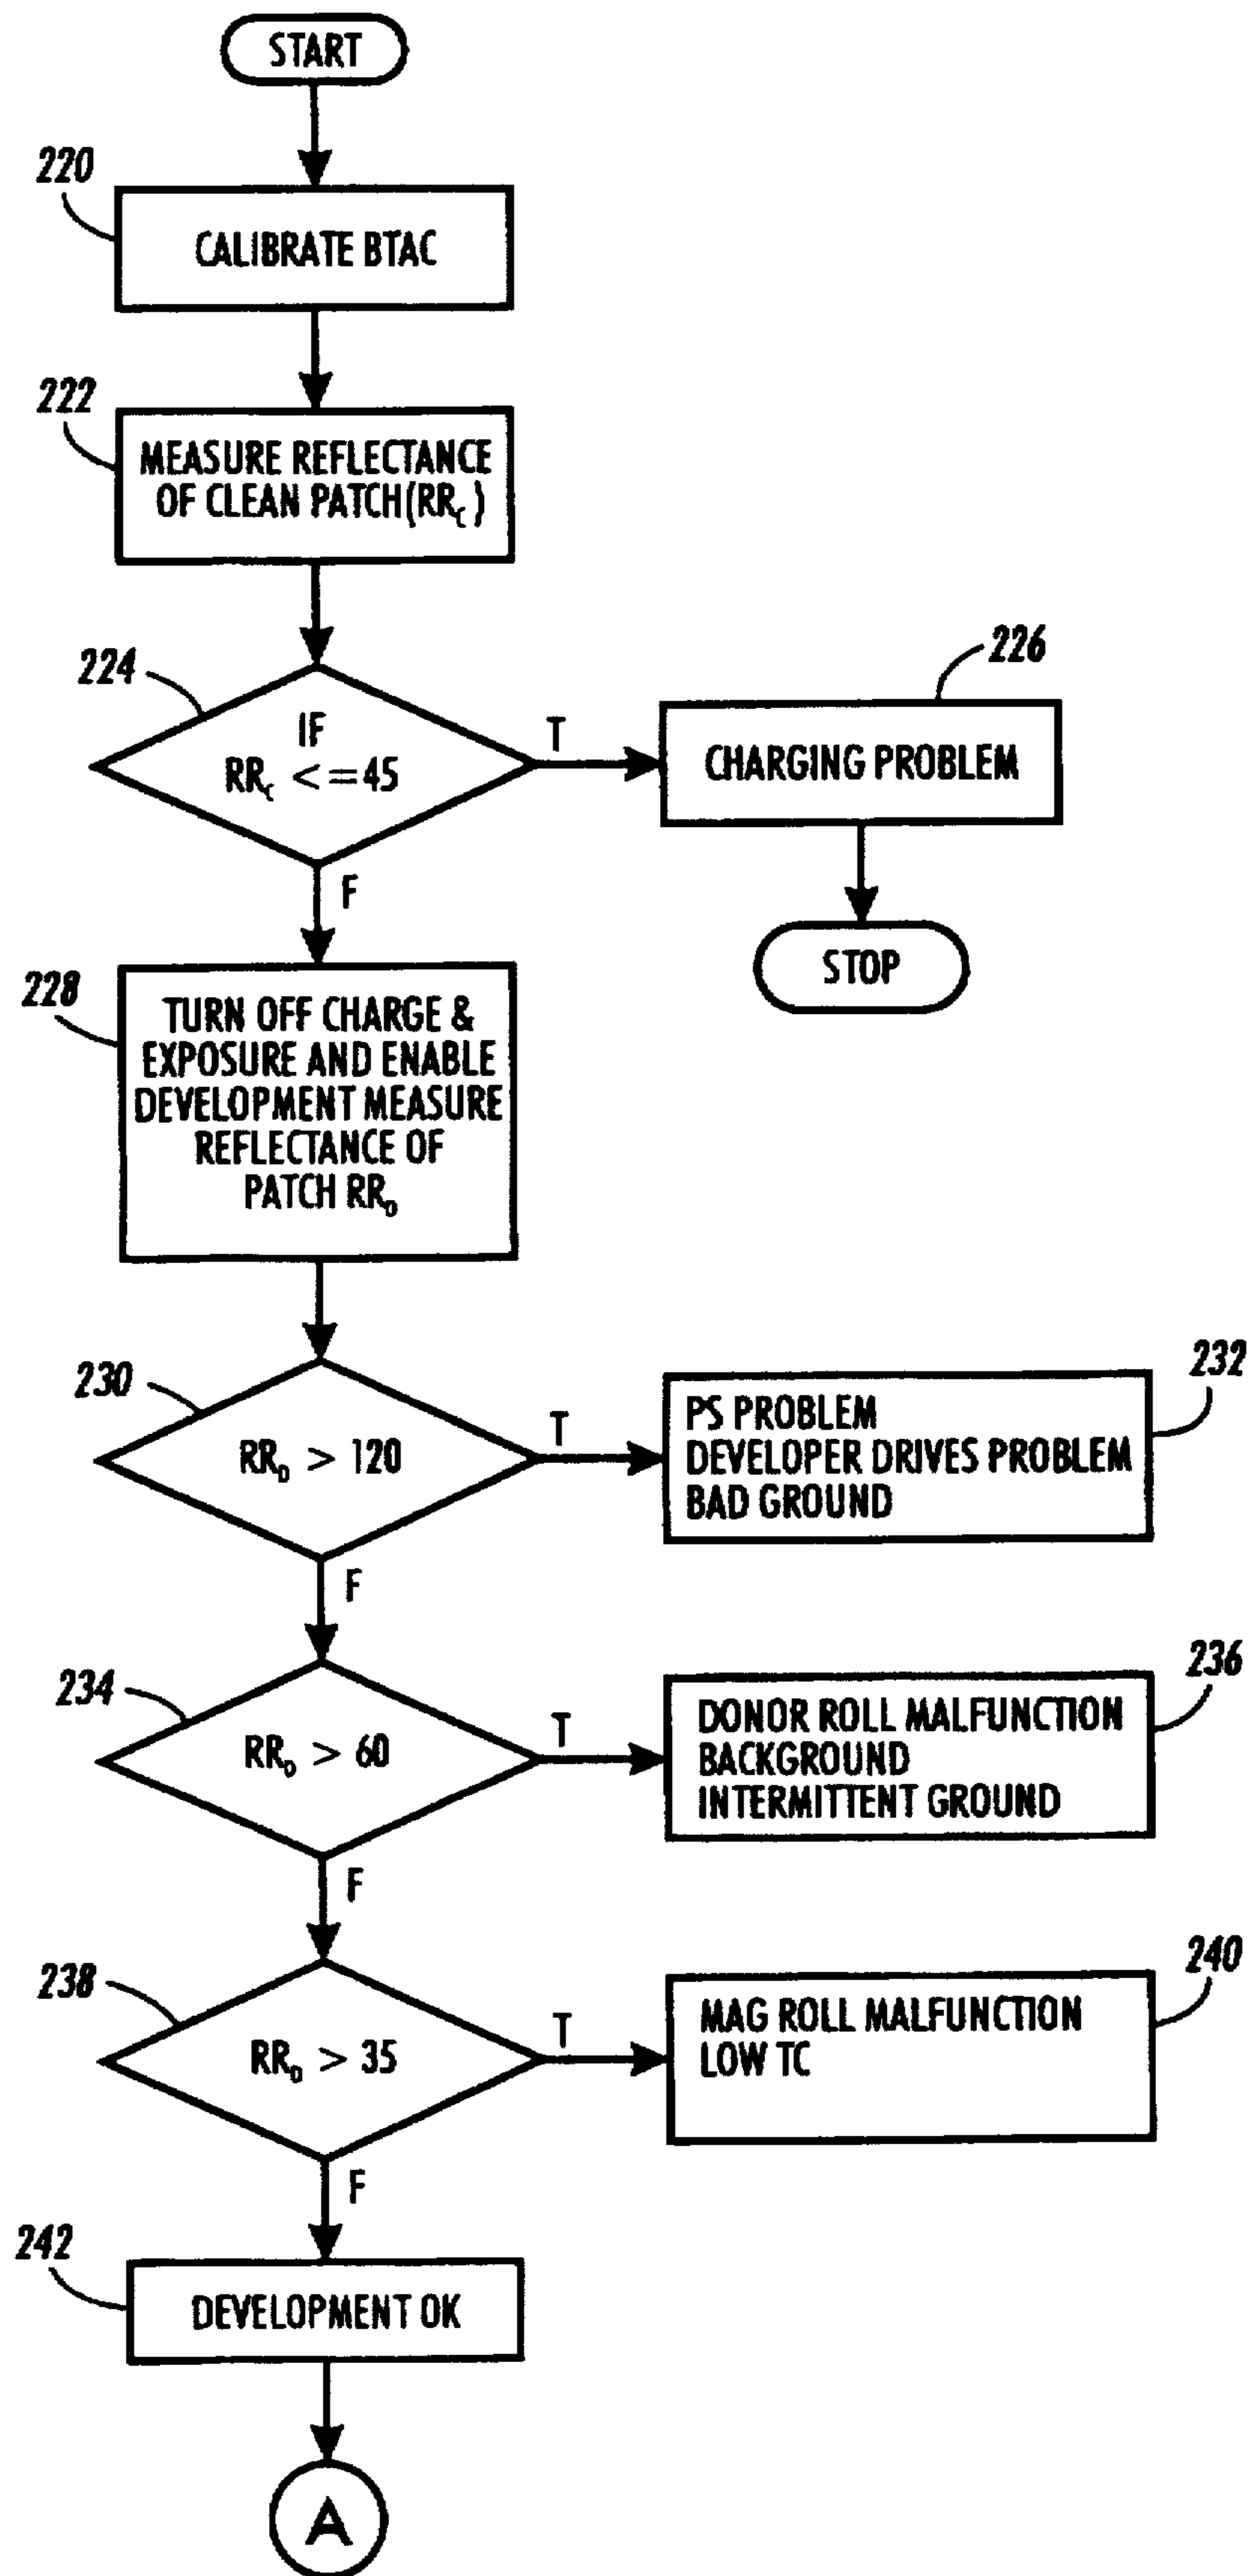 START
220
CALIBRATE BTAC
222
MEASURE REFLECTANCE
OF CLEAN PATCH(RRC)
224
IF
RRC <=45
T
226
CHARGING PROBLEM
F
STOP
228
TURN OFF CHARGE &
EXPOSURE AND ENABLE
DEVELOPMENT MEASURE
REFLECTANCE OF
PATCH RRD
230
RRD > 120
T
232
PS PROBLEM
DEVELOPER DRIVES PROBLEM
BAD GROUND
F
234
RRD > 60
T
236
DONOR ROLL MALFUNCTION
BACKGROUND
INTERMITTENT GROUND
F
238
RRD > 35
T
240
MAG ROLL MALFUNCTION
LOW TC
F
242
DEVELOPMENT OK
A